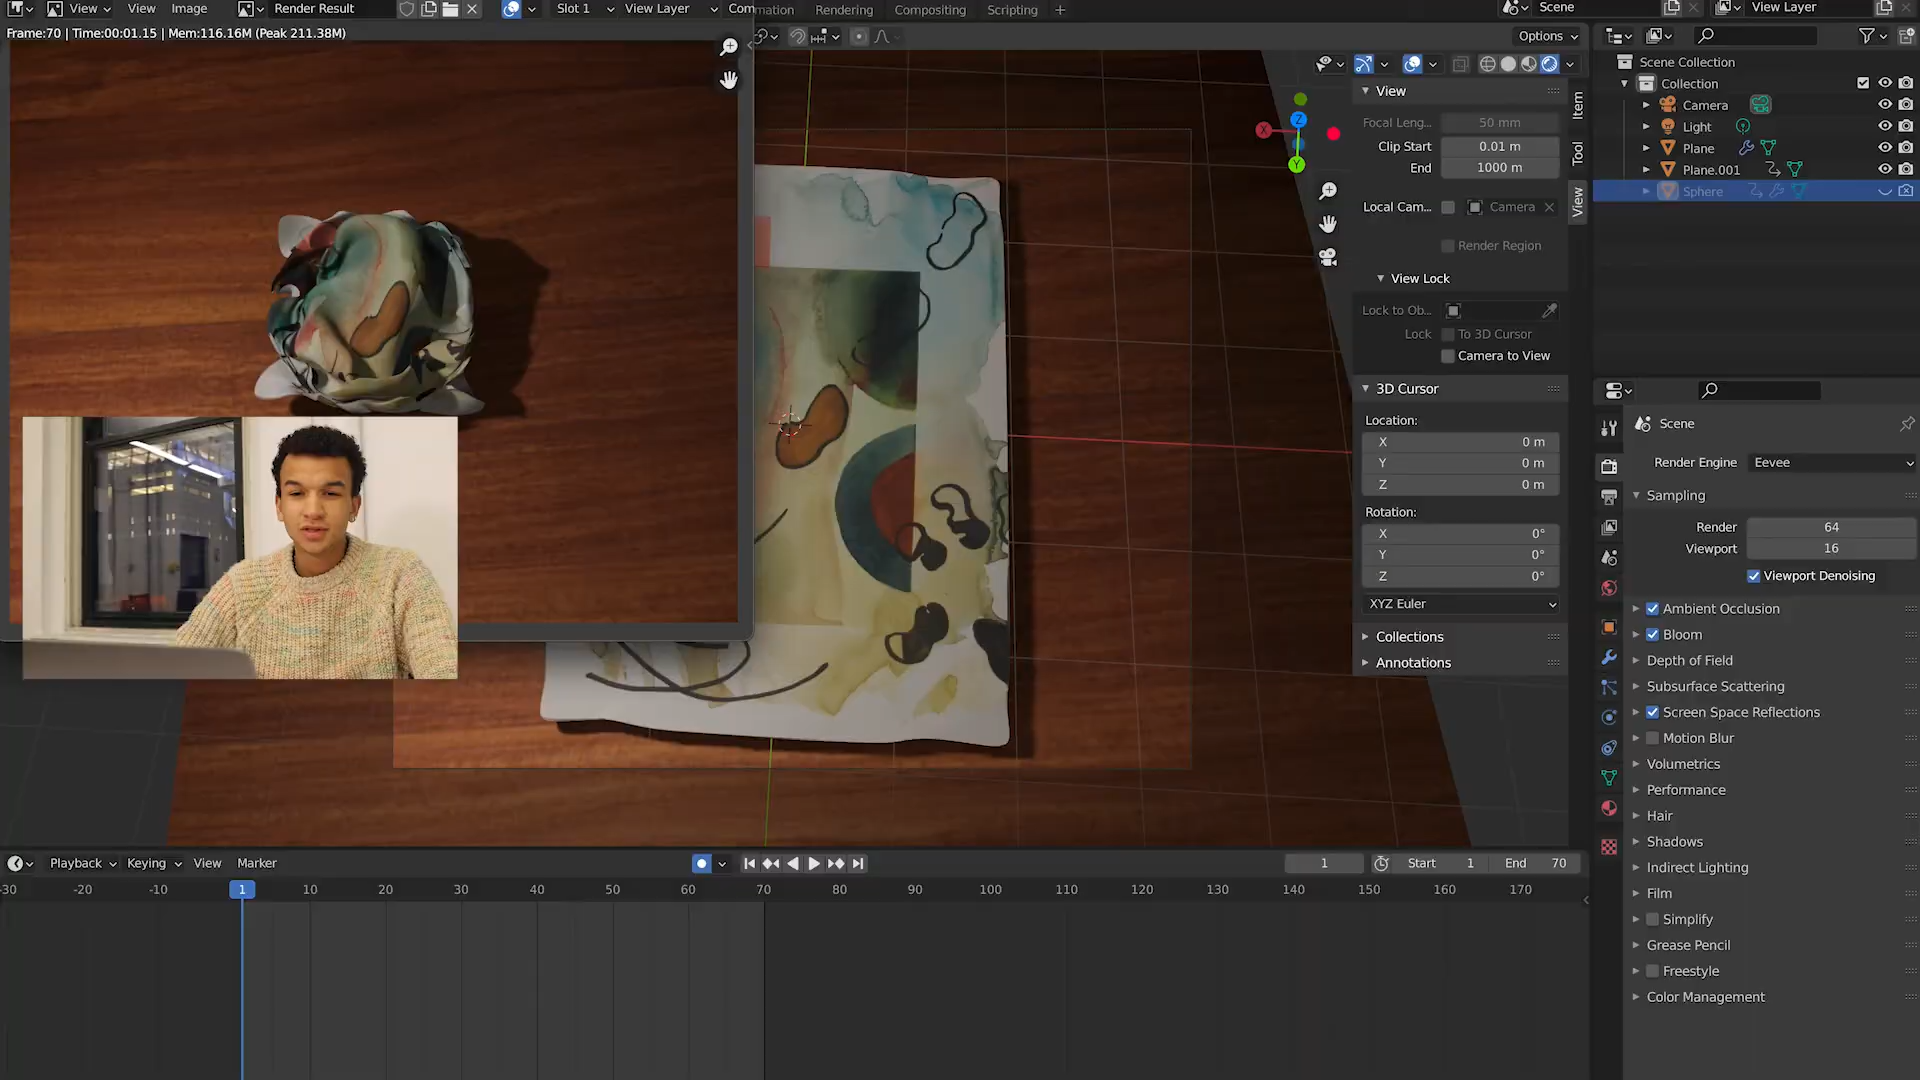 View View Image Render Result Slot 1 View Layer Com
mation Rendering Compositing Scripting + Scene View Layer
Frame:70 | Time:00:01.15 | Mem:116.16M (Peak 211.38M)
Options
Scene Collection
Collection
Camera
Light
Plane
Plane.001
Sphere
View
Focal Leng... 50 mm
Clip Start 0.01 m
End 1000 m
Local Cam... Camera
Render Region
View Lock
Lock to Ob...
Lock To 3D Cursor
Camera to View
3D Cursor
Location:
X 0 m
Y 0 m
Z 0 m
Rotation:
X 0°
Y 0°
Z 0°
XYZ Euler
Collections
Annotations
Item
Tool
View
X
Z
Y
Scene
Render Engine Eevee
Sampling
Render 64
Viewport 16
Viewport Denoising
Ambient Occlusion
Bloom
Depth of Field
Subsurface Scattering
Screen Space Reflections
Motion Blur
Volumetrics
Performance
Hair
Shadows
Indirect Lighting
Film
Simplify
Grease Pencil
Freestyle
Color Management
Playback Keying View Marker 1 Start 1 End 70
-30 -20 -10 1 10 20 30 40 50 60 70 80 90 100 110 120 130 140 150 160 170